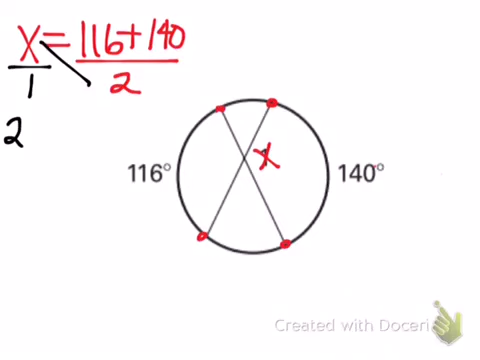 x = 116 + 140
1 2
2
x
116° 140°
Created with Doceri